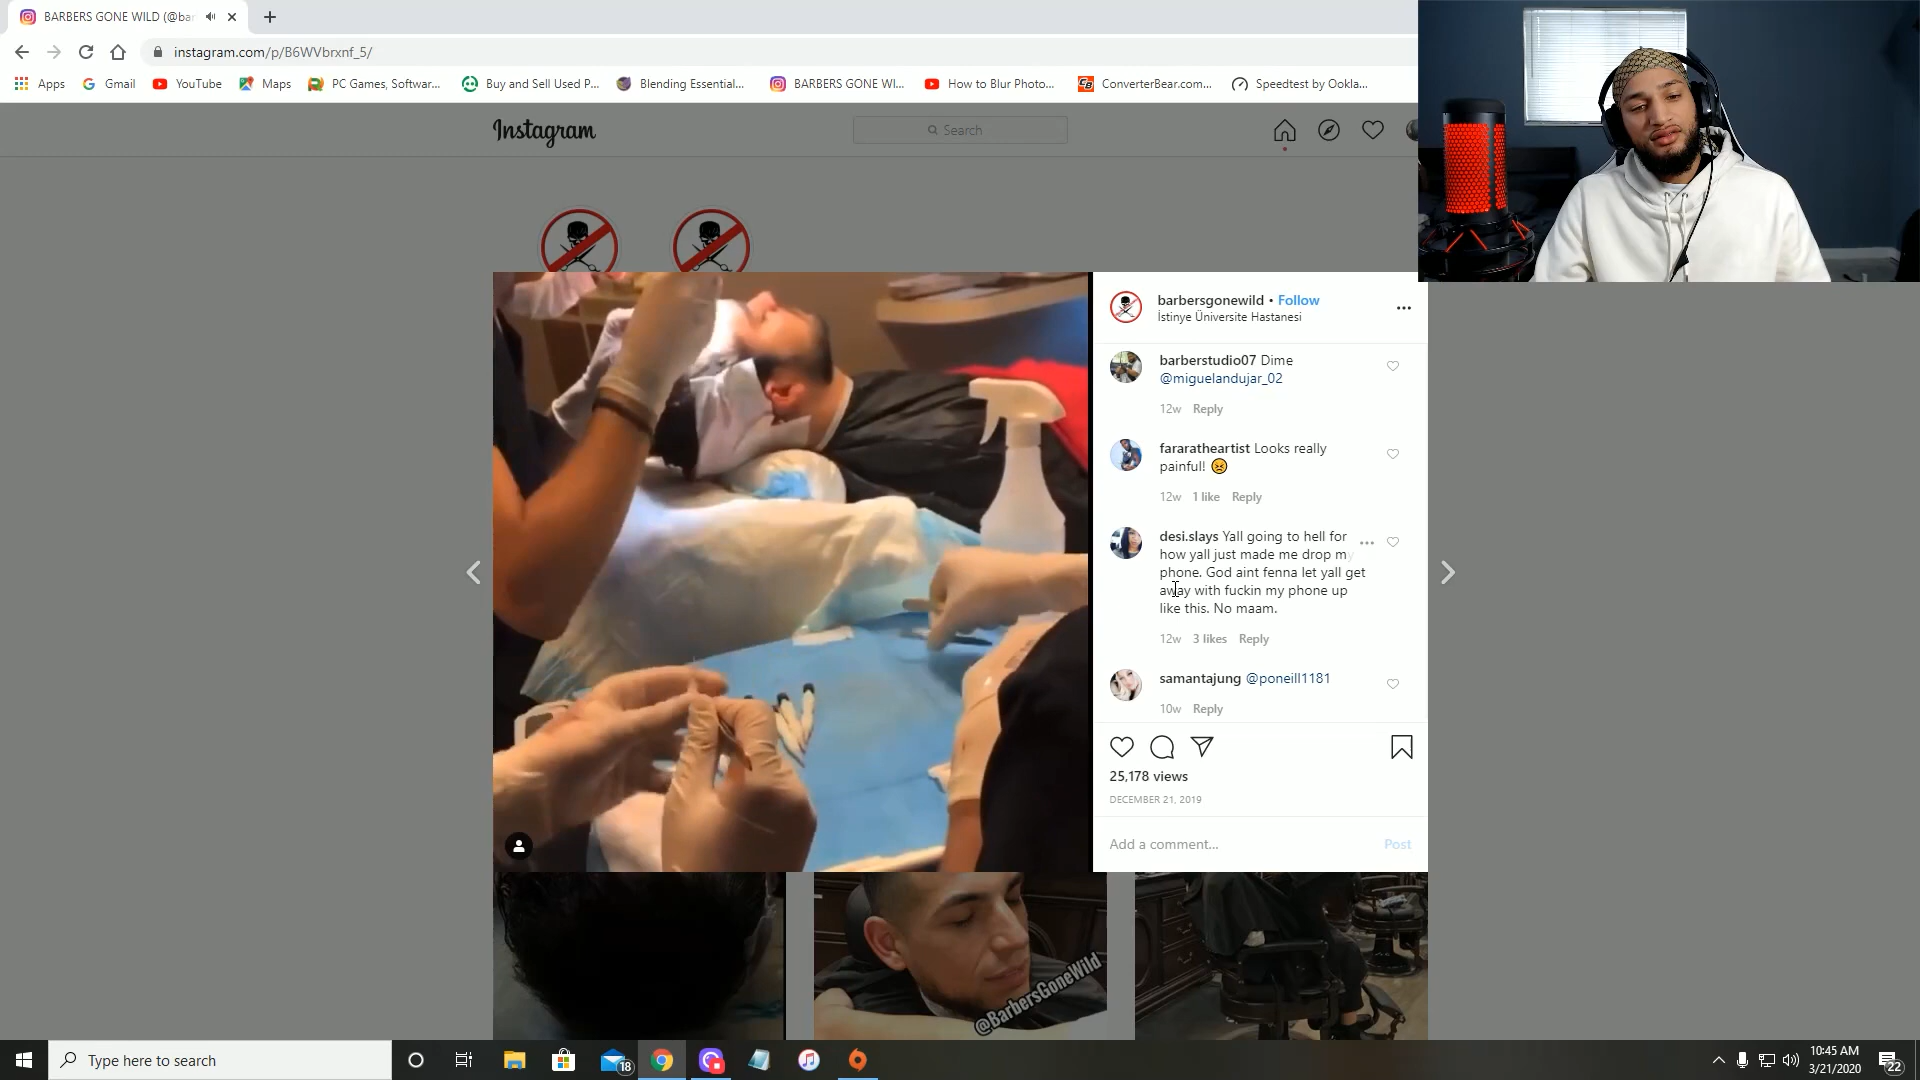 BARBERS GONE WILD (@ba
instagram.com/p/B6WVbrxnf_5/
Apps
Gmail
YouTube
Maps
PC Games, Softwar...
Buy and Sell Used P...
Blending Essential...
BARBERS GONE WI...
How to Blur Photo...
ConverterBear.com...
Speedtest by Ookla...
Instagram
Search
barbersgonewild • Follow
İstinye Üniversite Hastanesi
barberstudio07 Dime
@miguelandujar_02
12w Reply
fararatheartist Looks really
painful! 😣
12w 1 like Reply
desi.slays Yall going to hell for
how yall just made me drop my
phone. God aint fenna let yall get
away with fuckin my phone up
like this. No maam.
12w 3 likes Reply
samantajung @poneill1181
10w Reply
25,178 views
DECEMBER 21, 2019
Add a comment... Post
@BarbersGoneWild
Type here to search
18
10:45 AM
3/21/2020
22